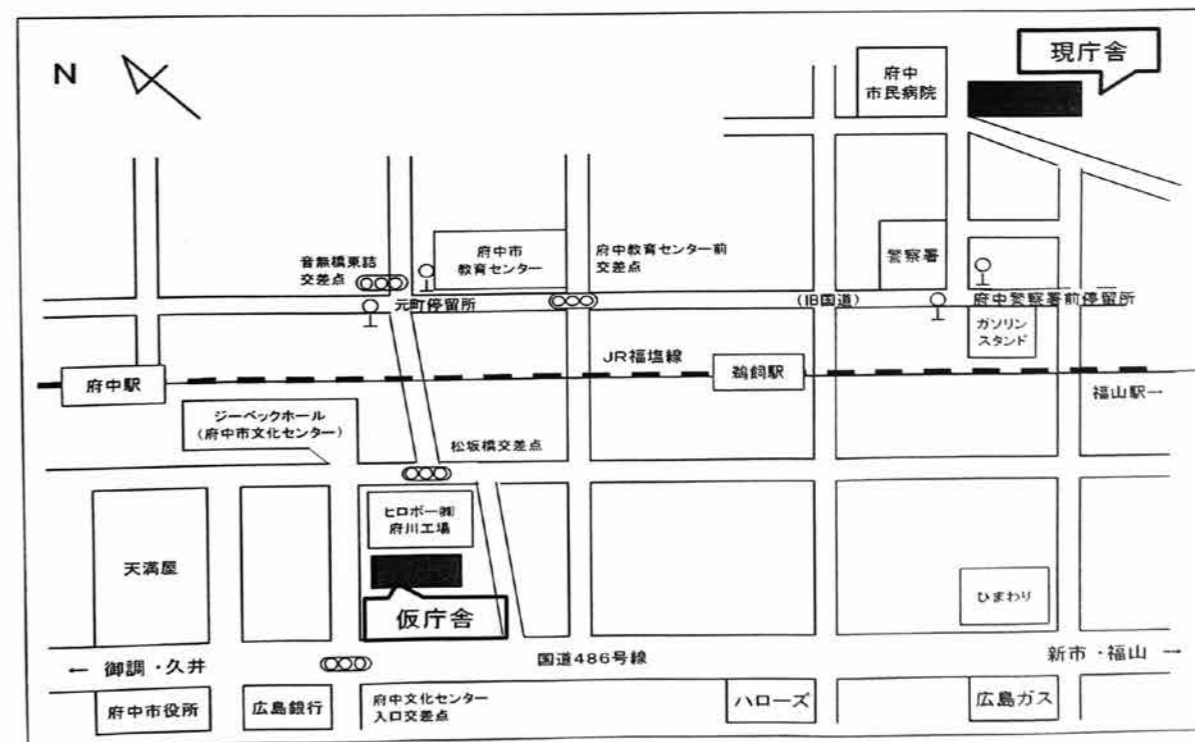 現庁舎
N
府中
市民病院
音無橋東詰
交差点
府中市
教育センター
府中教育センター前
交差点
警察署
元町停留所
(旧国道)
府中警察署前停留所
ガソリン
スタンド
JR福塩線
府中駅
鵜飼駅
福山駅→
ジーベックホール
(府中市文化センター)
松坂橋交差点
ヒロボー㈱
府川工場
天満屋
仮庁舎
ひまわり
← 御調・久井
国道486号線
新市・福山 →
府中市役所
広島銀行
府中文化センター
入口交差点
ハローズ
広島ガス